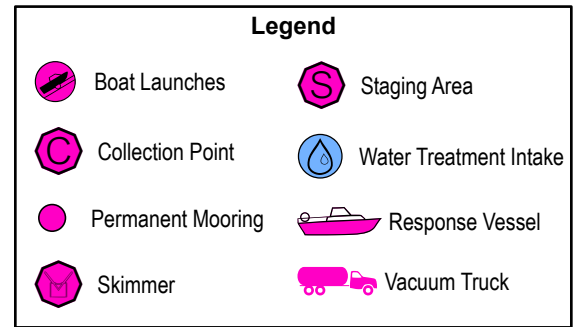 Legend
Boat Launches
S
Staging Area
C
Collection Point
Water Treatment Intake
Permanent Mooring
Response Vessel
Skimmer
Vacuum Truck